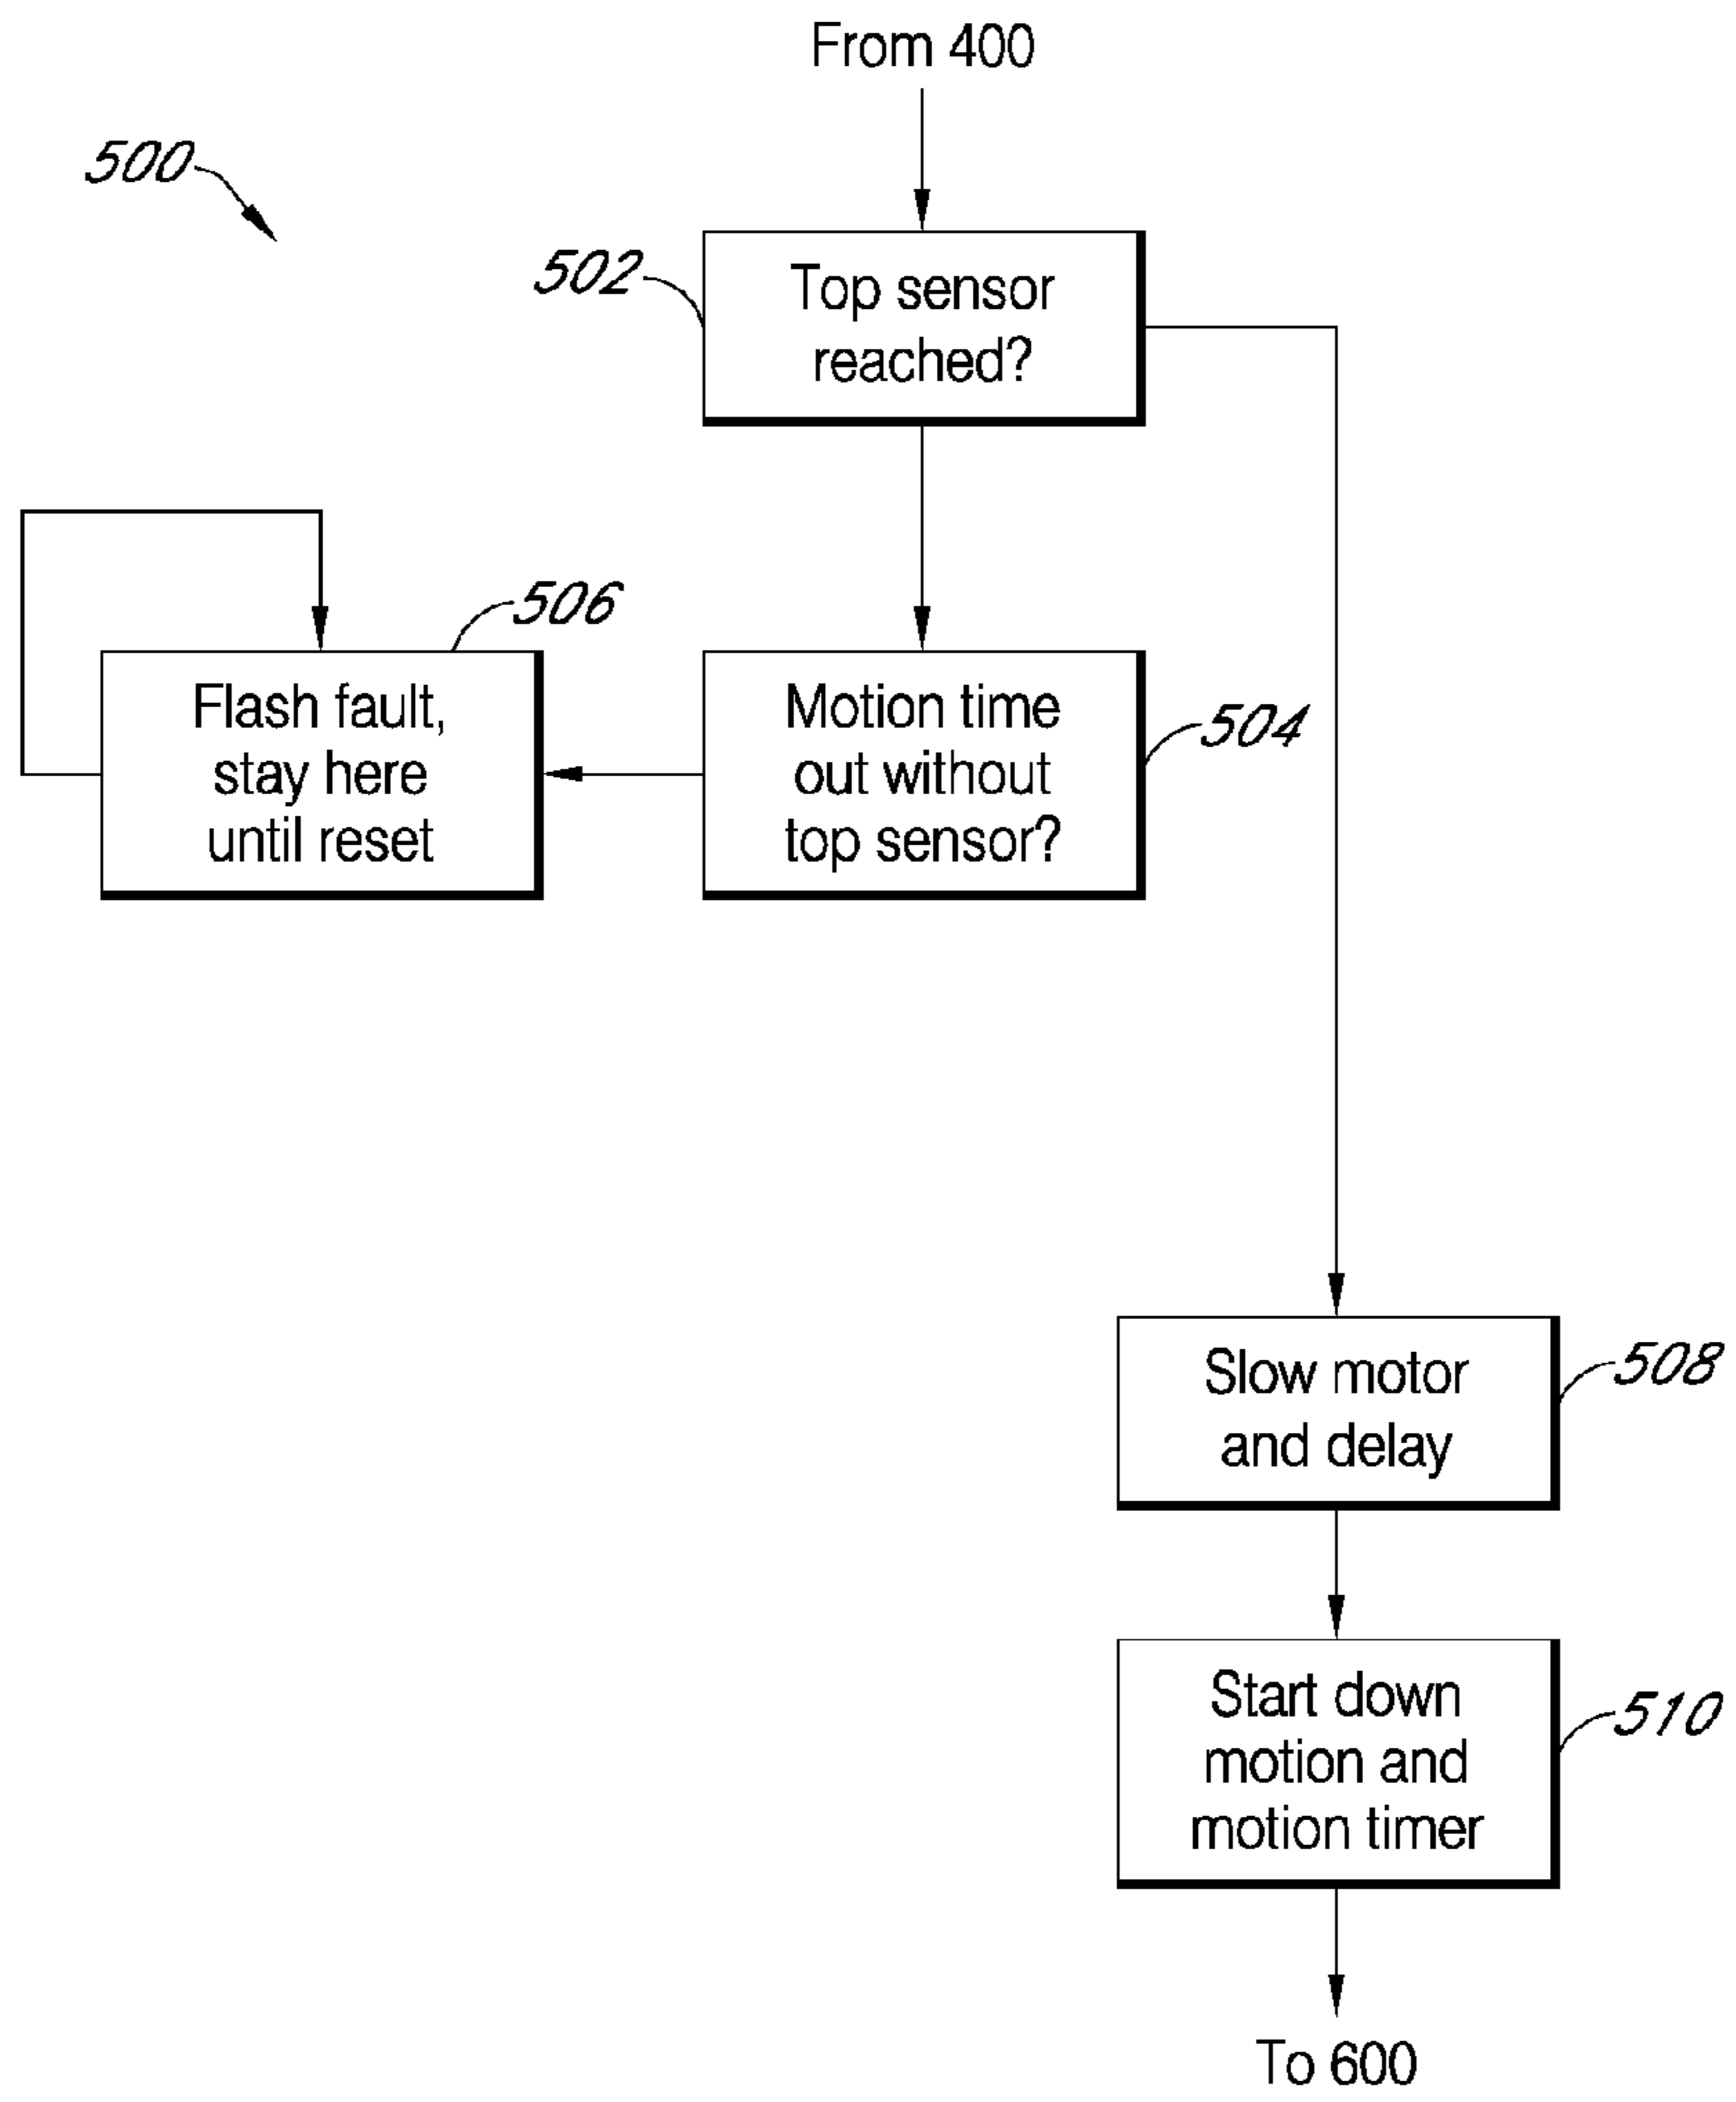 From 400
500
502
Top sensor
reached?
506
Flash fault,
stay here
until reset
Motion time
out without
top sensor?
504
Slow motor
and delay
508
Start down
motion and
motion timer
510
To 600